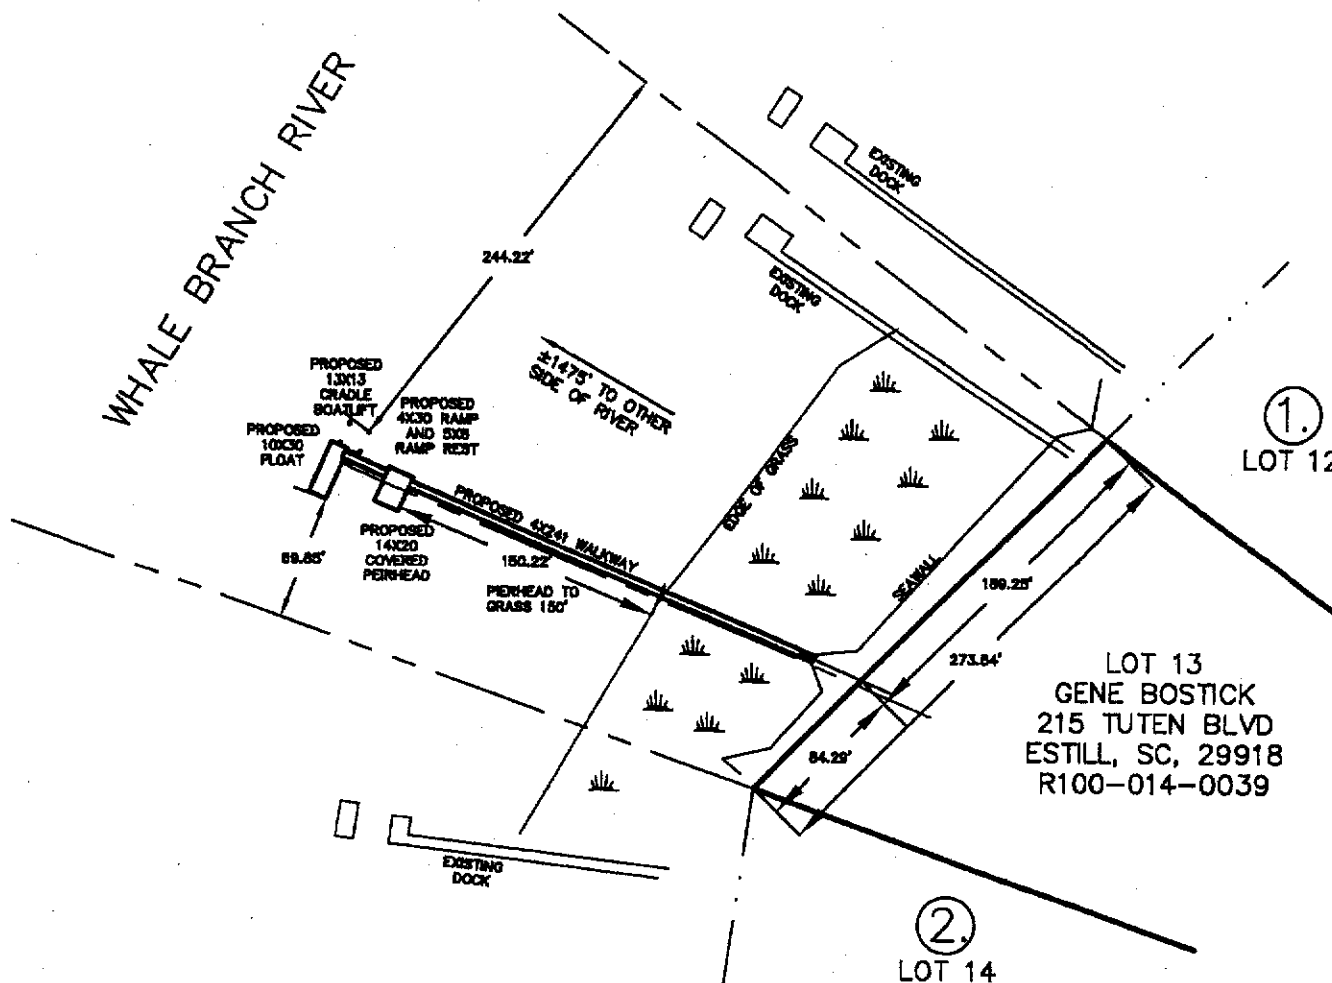 WHALE BRANCH RIVER
EXISTING
DOCK
EXISTING
DOCK
244.22'
±1475' TO OTHER
SIDE OF RIVER
PROPOSED
13X13
CRADLE
BOATLIFT
PROPOSED
4X30 RAMP
AND 5X8
RAMP REST
PROPOSED
10X30
FLOAT
PROPOSED 4X241 WALKWAY
EDGE OF GRASS
SEAWALL
PROPOSED
14X20
COVERED
PEIRHEAD
150.22'
PIERHEAD TO
GRASS 150'
1.
LOT 12
273.54'
84.29'
LOT 13
GENE BOSTICK
215 TUTEN BLVD
ESTILL, SC, 29918
R100-014-0039
EXISTING
DOCK
2.
LOT 14